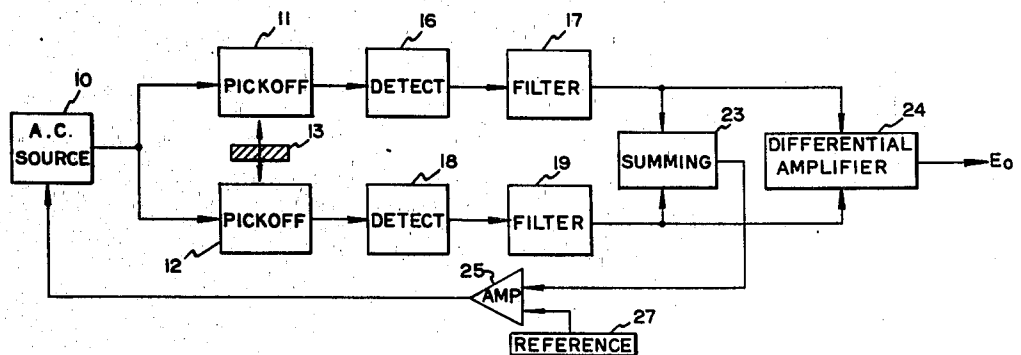 11
16
17
10
PICKOFF
DETECT
FILTER
A.C.
SOURCE
13
23
24
SUMMING
DIFFERENTIAL
AMPLIFIER
Eo
18
19
PICKOFF
DETECT
FILTER
12
25
AMP
27
REFERENCE